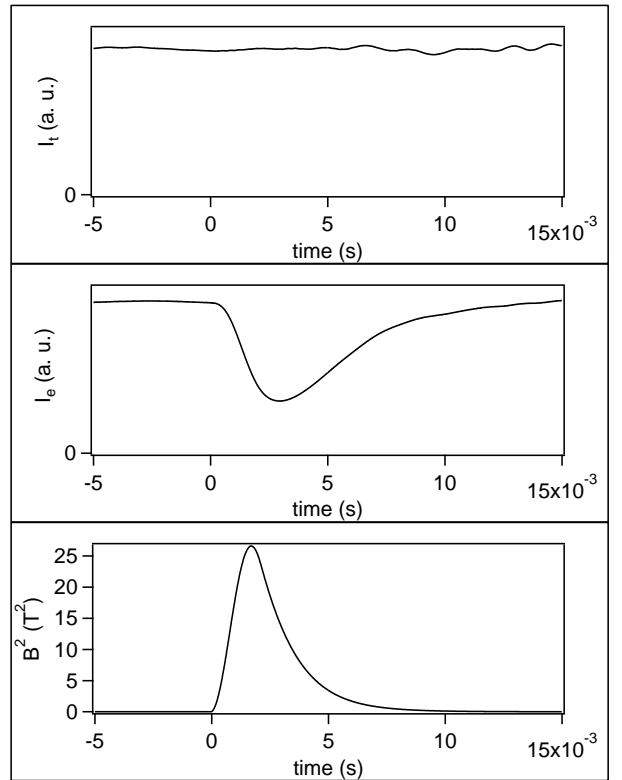 I_t (a. u.)
0
-5 0 5 10 15x10^-3
time (s)
I_e (a. u.)
0
-5 0 5 10 15x10^-3
time (s)
B^2 (T^2)
25
20
15
10
5
0
-5 0 5 10 15x10^-3
time (s)